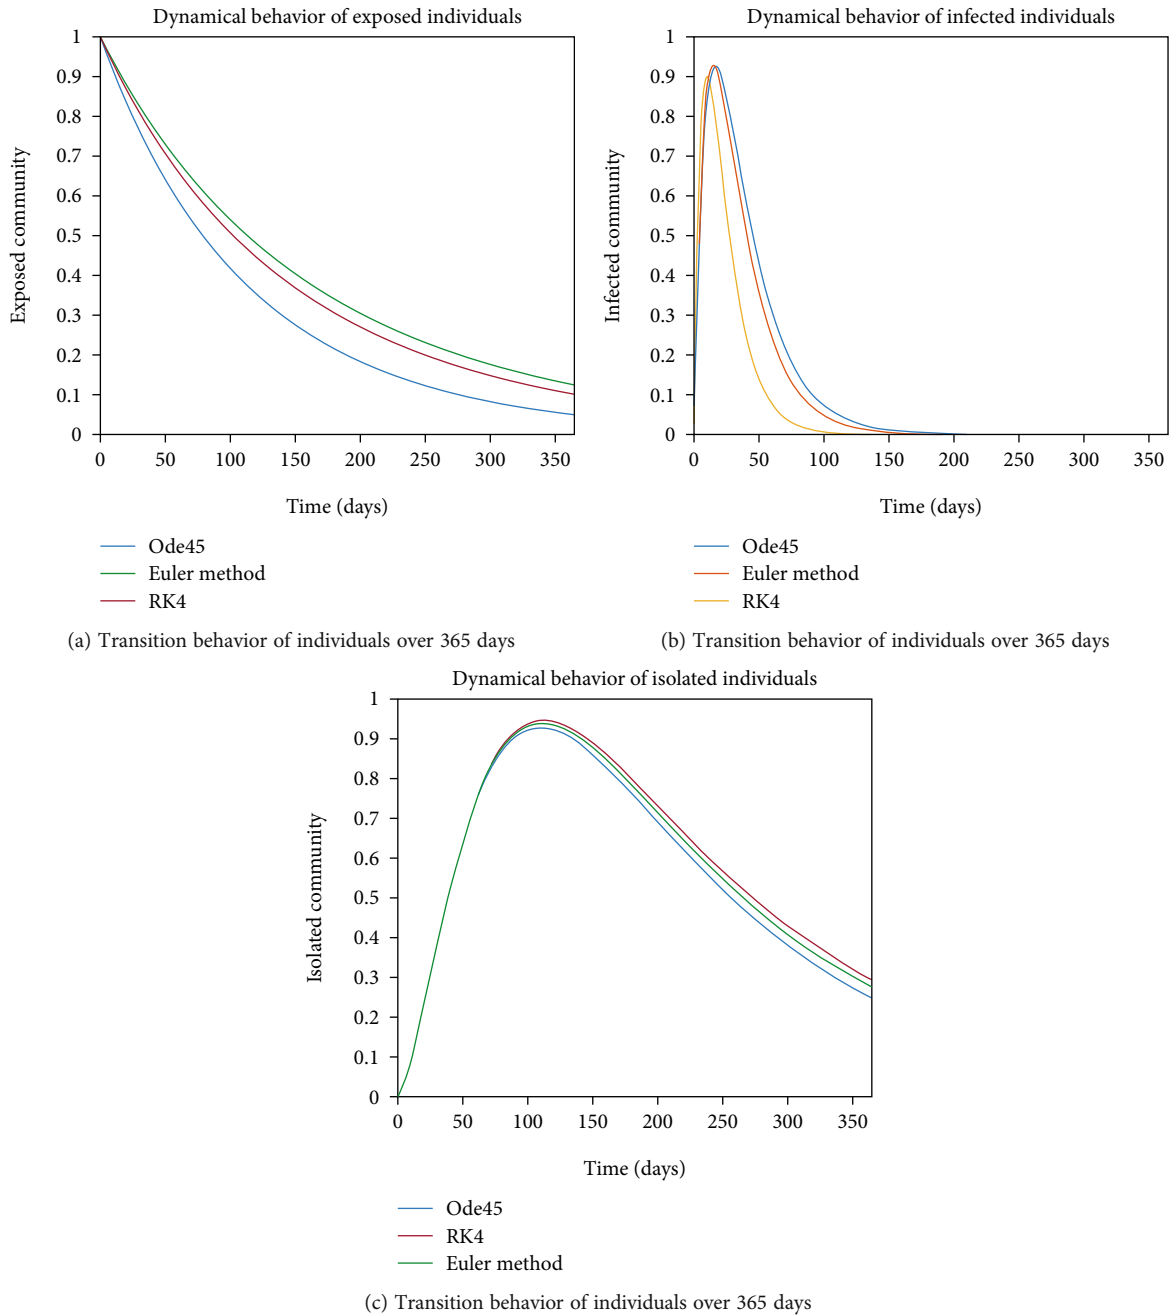 Dynamical behavior of exposed individuals
1
0.9
0.8
0.7
0.6
0.5
0.4
0.3
0.2
0.1
0
Exposed community
0 50 100 150 200 250 300 350
Time (days)
Ode45
Euler method
RK4
(a) Transition behavior of individuals over 365 days
Dynamical behavior of infected individuals
1
0.9
0.8
0.7
0.6
0.5
0.4
0.3
0.2
0.1
0
Infected community
0 50 100 150 200 250 300 350
Time (days)
Ode45
Euler method
RK4
(b) Transition behavior of individuals over 365 days
Dynamical behavior of isolated individuals
1
0.9
0.8
0.7
0.6
0.5
0.4
0.3
0.2
0.1
0
Isolated community
0 50 100 150 200 250 300 350
Time (days)
Ode45
RK4
Euler method
(c) Transition behavior of individuals over 365 days